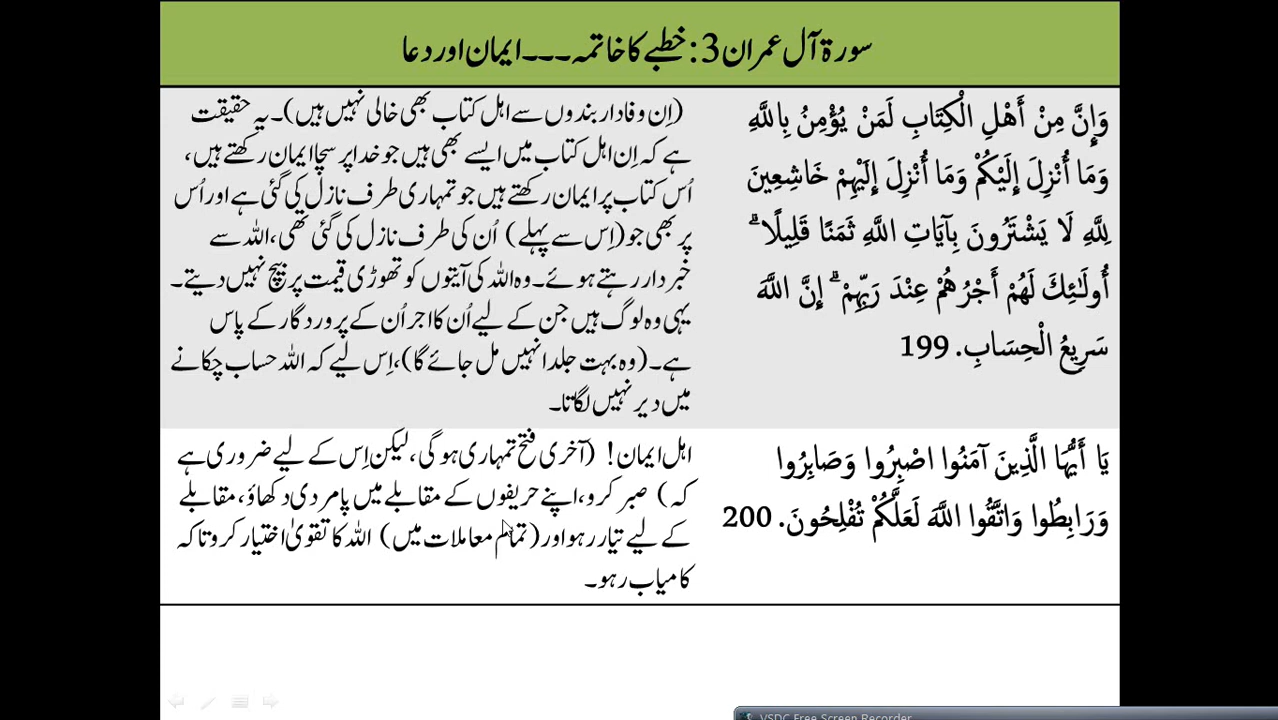 سورۃ آل عمران 3: خطبے کا خاتمہ۔۔۔ ایمان اور دعا
وَإِنَّ مِنْ أَهْلِ الْكِتَابِ لَمَنْ يُؤْمِنُ بِاللَّهِ
وَمَا أُنْزِلَ إِلَيْكُمْ وَمَا أُنْزِلَ إِلَيْهِمْ خَاشِعِينَ
لِلَّهِ لَا يَشْتَرُونَ بِآيَاتِ اللَّهِ ثَمَنًا قَلِيلًا ۗ
أُولَٰئِكَ لَهُمْ أَجْرُهُمْ عِنْدَ رَبِّهِمْ ۗ إِنَّ اللَّهَ
سَرِيعُ الْحِسَابِ. 199
(اِن وفادار بندوں سے اہل کتاب بھی خالی نہیں ہیں)۔ یہ حقیقت
ہے کہ اِن اہل کتاب میں ایسے بھی ہیں جو خدا پر سچا ایمان رکھتے ہیں،
اُس کتاب پر ایمان رکھتے ہیں جو تمہاری طرف نازل کی گئی ہے اور اُس
پر بھی جو (اِس سے پہلے) اُن کی طرف نازل کی گئی تھی، اللہ سے
خبردار رہتے ہوئے۔ وہ اللہ کی آیتوں کو تھوڑی قیمت پر بیچ نہیں دیتے۔
یہی وہ لوگ ہیں جن کے لیے اُن کا اجر اُن کے پروردگار کے پاس
ہے۔ (وہ بہت جلد انہیں مل جائے گا)، اِس لیے کہ اللہ حساب چکانے
میں دیر نہیں لگاتا۔
يَا أَيُّهَا الَّذِينَ آمَنُوا اصْبِرُوا وَصَابِرُوا
وَرَابِطُوا وَاتَّقُوا اللَّهَ لَعَلَّكُمْ تُفْلِحُونَ. 200
اہل ایمان! (آخری فتح تمہاری ہو گی، لیکن اِس کے لیے ضروری ہے
کہ) صبر کرو، اپنے حریفوں کے مقابلے میں پامردی دکھاؤ، مقابلے
کے لیے تیار رہو اور (تمام معاملات میں) اللہ کا تقویٰ اختیار کرو تاکہ
کامیاب رہو۔
VSDC Free Screen Recorder